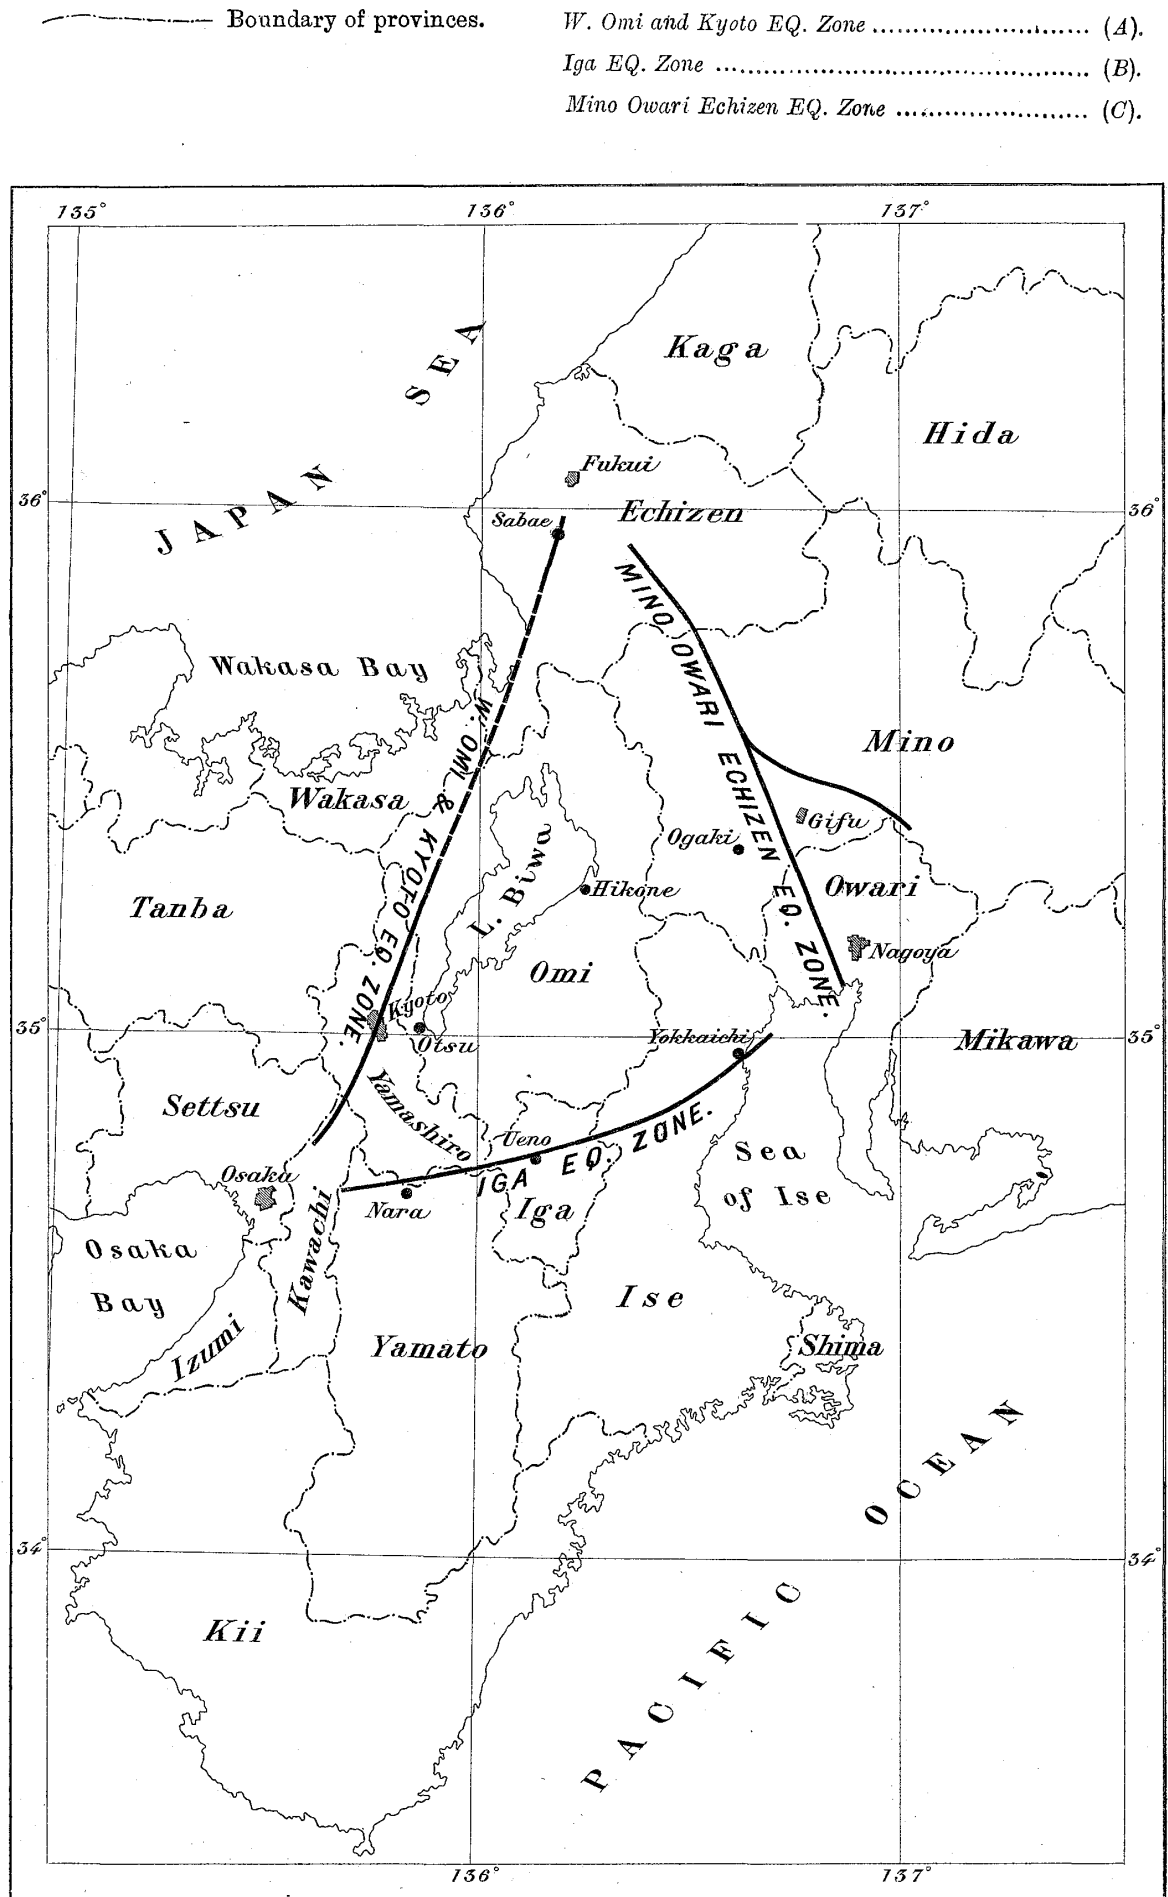 Boundary of provinces.
W. Omi and Kyoto EQ. Zone .............................. (A).
Iga EQ. Zone .................................................... (B).
Mino Owari Echizen EQ. Zone ......................... (C).
135° 136° 137°
JAPAN SEA
Kaga
Hida
Fukui
36° 36°
Sabae
Echizen
MINO OWARI ECHIZEN EQ. ZONE.
Wakasa Bay
W. OMI & KYOTO EQ. ZONE.
Mino
Wakasa
Gifu
Ogaki
L. Biwa
Hikone
Owari
Tanba
Nagoya
Omi
Kyoto
35° 35°
Otsu
Yokkaichi
Mikawa
Settsu
Yamashiro
Ueno
IGA EQ. ZONE.
Sea
of Ise
Osaka
Nara
Iga
Kawachi
Osaka
Bay
Ise
Izumi
Yamato
Shima
34° 34°
Kii
PACIFIC OCEAN
136° 137°